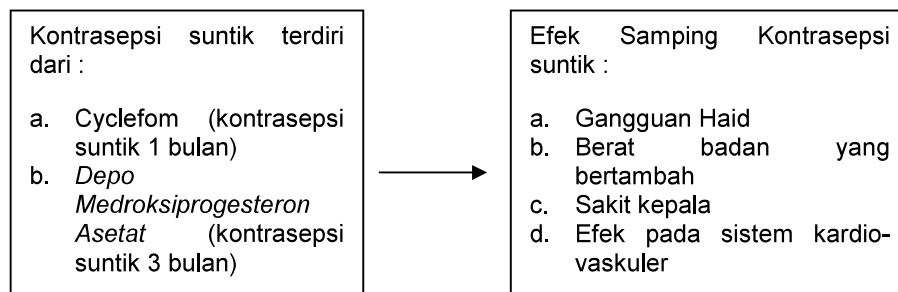 Kontrasepsi suntik terdiri
dari :
a. Cyclefom (kontrasepsi
suntik 1 bulan)
b. Depo
Medroksiprogesteron
Asetat (kontrasepsi
suntik 3 bulan)
Efek Samping Kontrasepsi
suntik :
a. Gangguan Haid
b. Berat badan yang
bertambah
c. Sakit kepala
d. Efek pada sistem kardio-
vaskuler